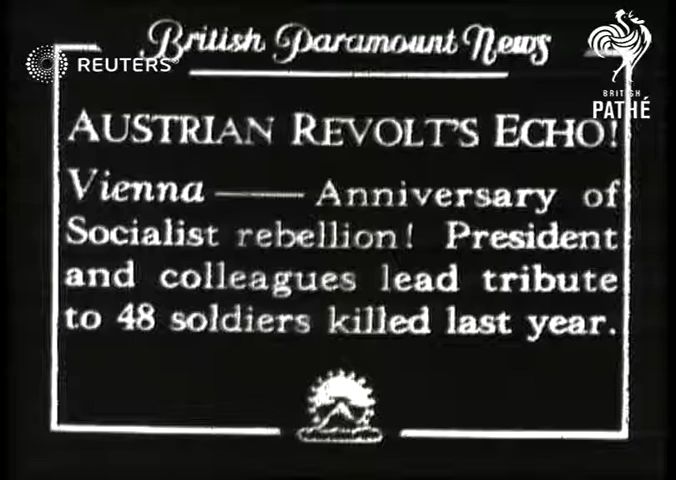 British Paramount News
REUTERS
BRITISH
PATHÉ
AUSTRIAN REVOLT'S ECHO!
Vienna —— Anniversary of
Socialist rebellion! President
and colleagues lead tribute
to 48 soldiers killed last year.